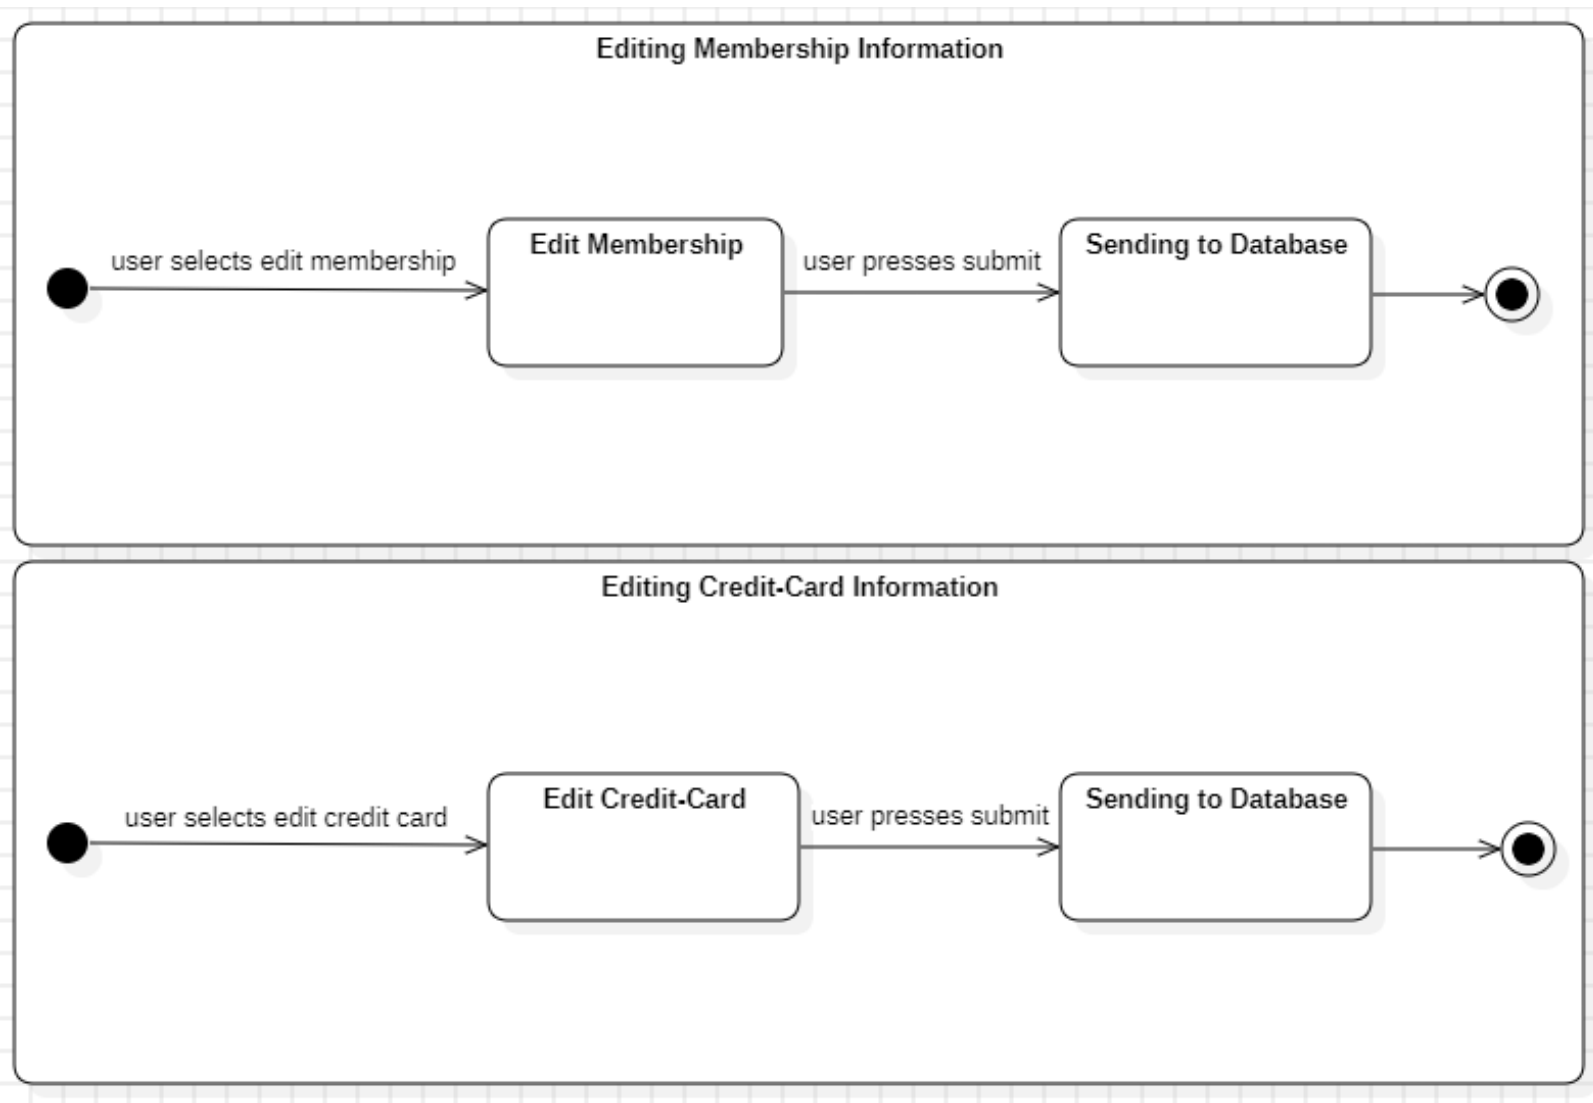 Editing Membership Information
user selects edit membership
Edit Membership
user presses submit
Sending to Database
Editing Credit-Card Information
user selects edit credit card
Edit Credit-Card
user presses submit
Sending to Database